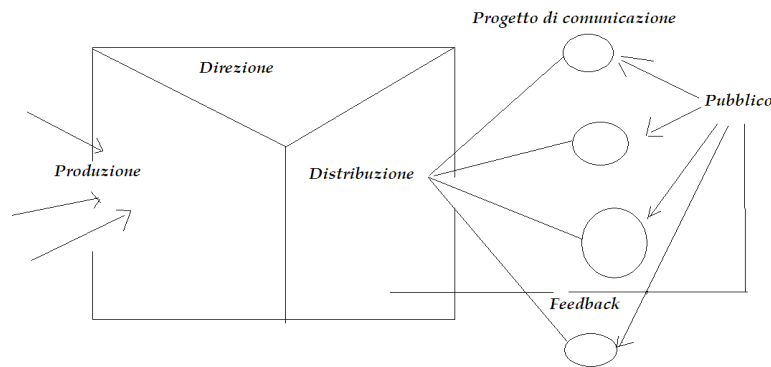 Progetto di comunicazione
Direzione
Pubblico
Produzione
Distribuzione
Feedback